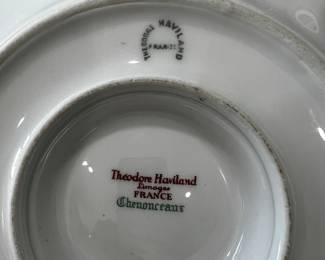 THEODORE HAVILAND
FRANCE
Theodore Haviland
Limoges
FRANCE
Chenonceaux